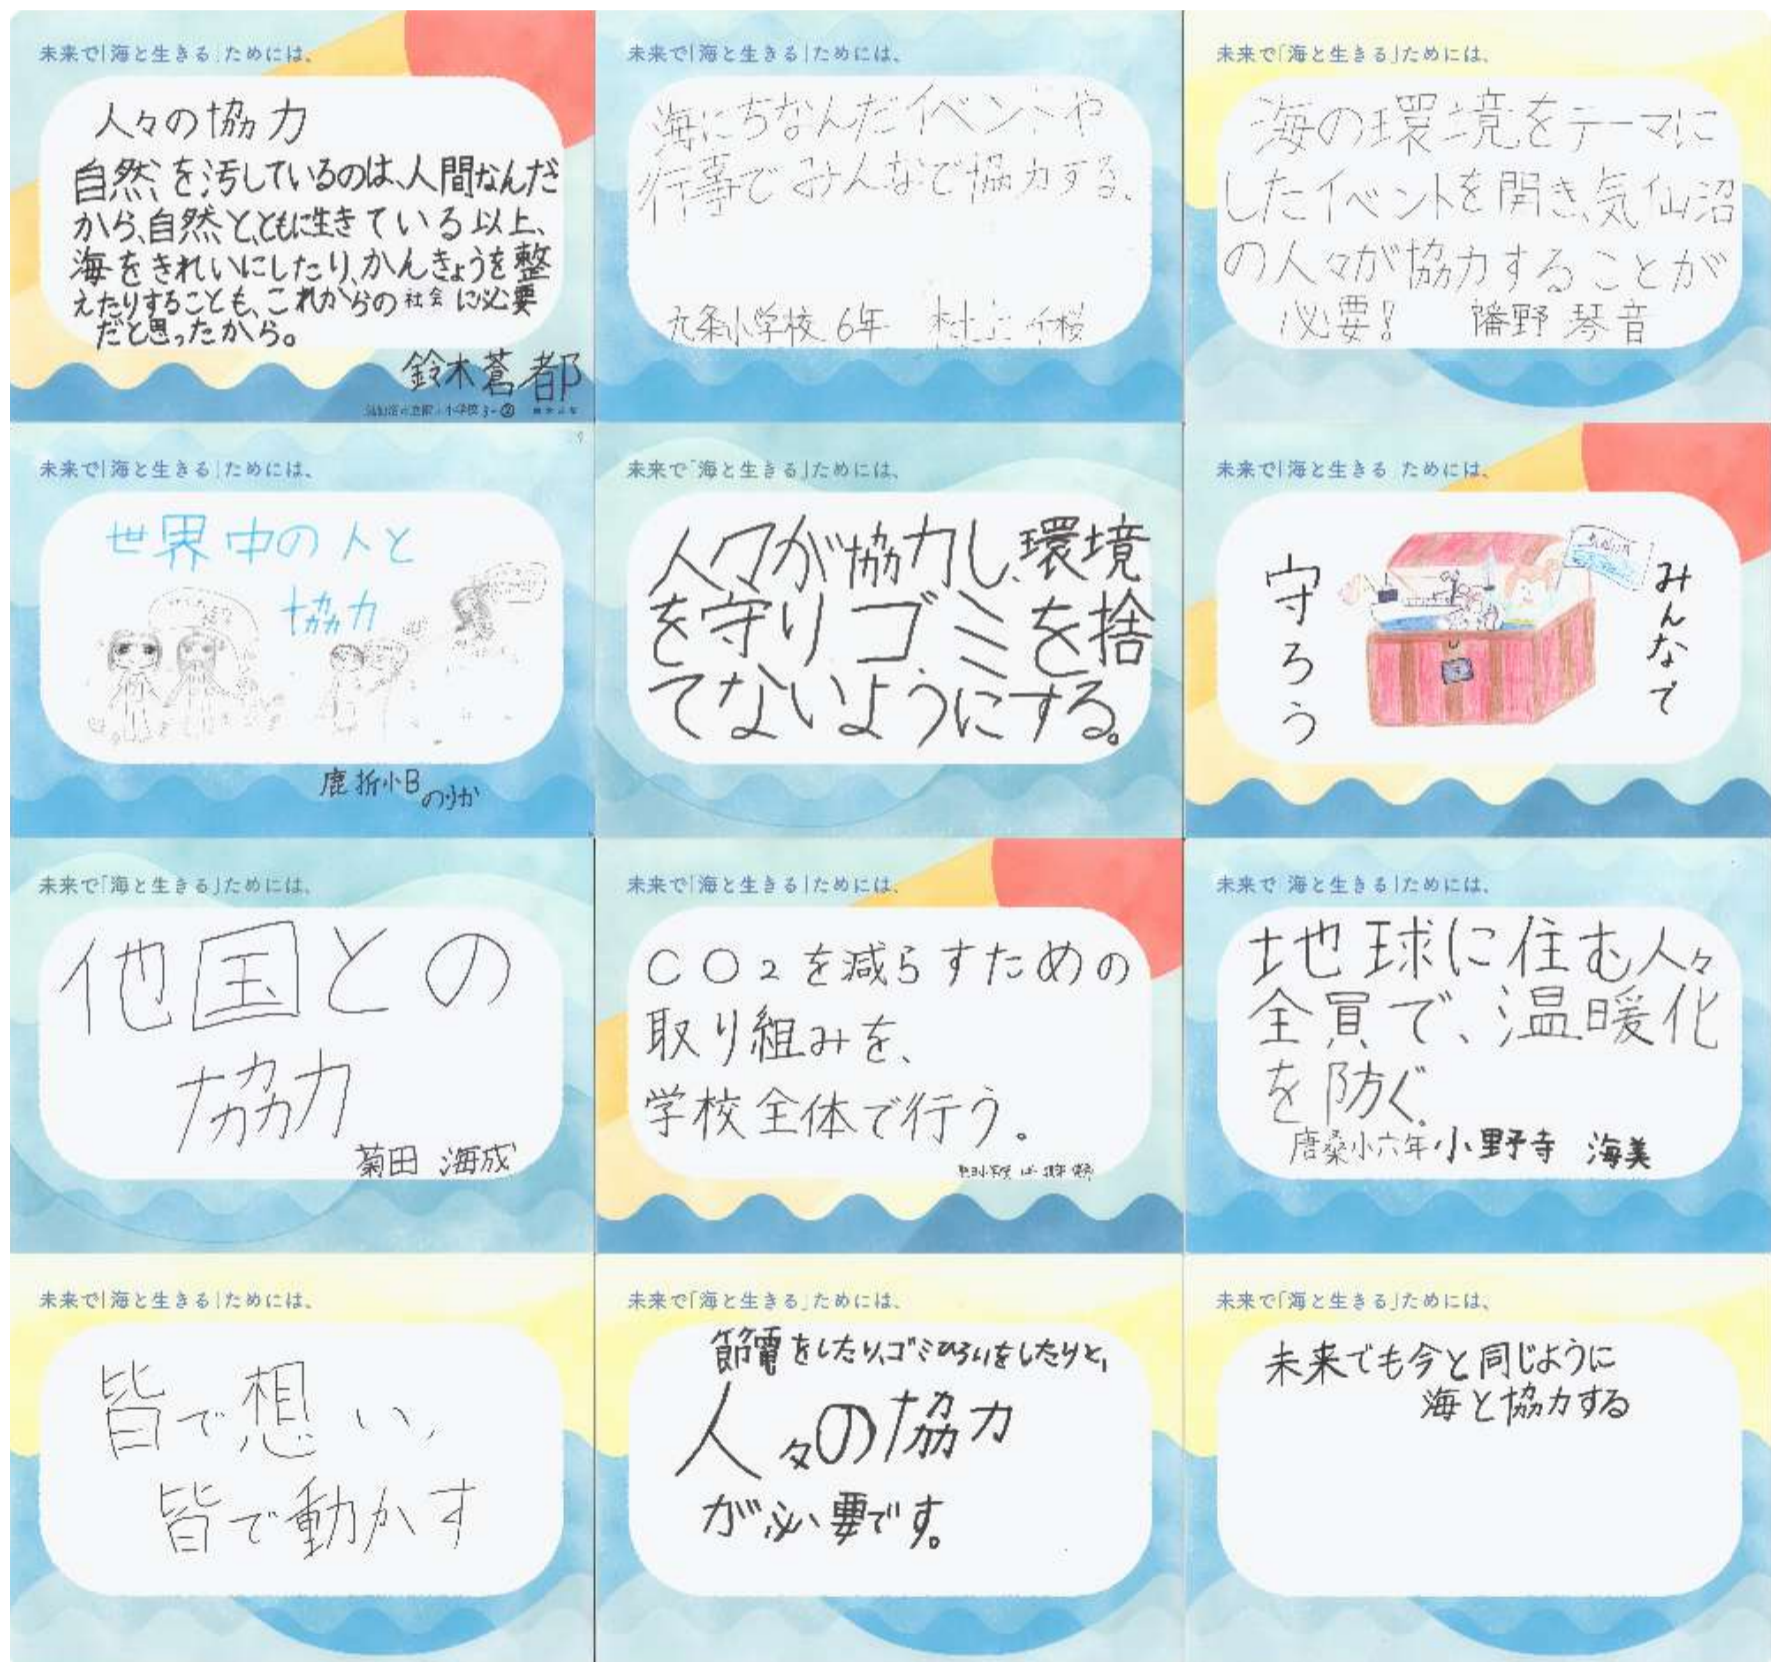 未来で「海と生きる」ためには、
人々の協力
自然を汚しているのは、人間なんだ
から、自然とともに生きている以上、
海をきれいにしたり、かんきょうを整
えたりすることも、これからの社会に必要
だと思ったから。
鈴木蒼都
未来で「海と生きる」ためには、
海にちなんだイベントや
行事でみんなで協力する。
九条小学校 6年 村上
未来で「海と生きる」ためには、
海の環境をテーマに
したイベントを開き、気仙沼
の人々が協力することが
必要! 幡野 琴音
未来で「海と生きる」ためには、
世界中の人と
協力
鹿折小B
のりか
未来で「海と生きる」ためには、
人々が協力し、環境
を守りゴミを捨
てないようにする。
未来で「海と生きる」ためには、
みんなで
守ろう
未来で「海と生きる」ためには、
他国との
協力
菊田 海成
未来で「海と生きる」ためには、
CO2を減らすための
取り組みを、
学校全体で行う。
未来で「海と生きる」ためには、
地球に住む人々
全員で、温暖化
を防ぐ。
唐桑小六年 小野寺 海美
未来で「海と生きる」ためには、
皆で想い、
皆で動かす
未来で「海と生きる」ためには、
節電をしたり、ゴミひろいをしたりと、
人々の協力
が必要です。
未来で「海と生きる」ためには、
未来でも今と同じように
海と協力する